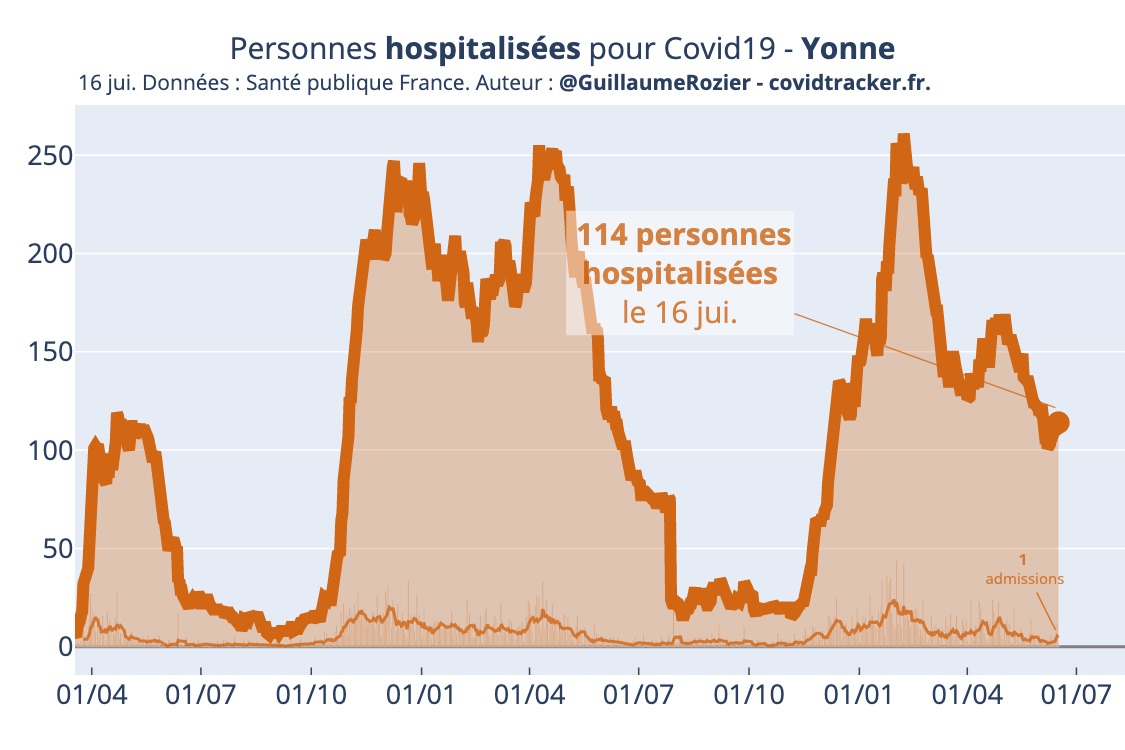 Personnes hospitalisées pour Covid19 - Yonne
16 jui. Données : Santé publique France. Auteur : @GuillaumeRozier - covidtracker.fr.
250
200
150
100
50
0
114 personnes
hospitalisées
le 16 jui.
1
admissions
01/04 01/07 01/10 01/01 01/04 01/07 01/10 01/01 01/04 01/07